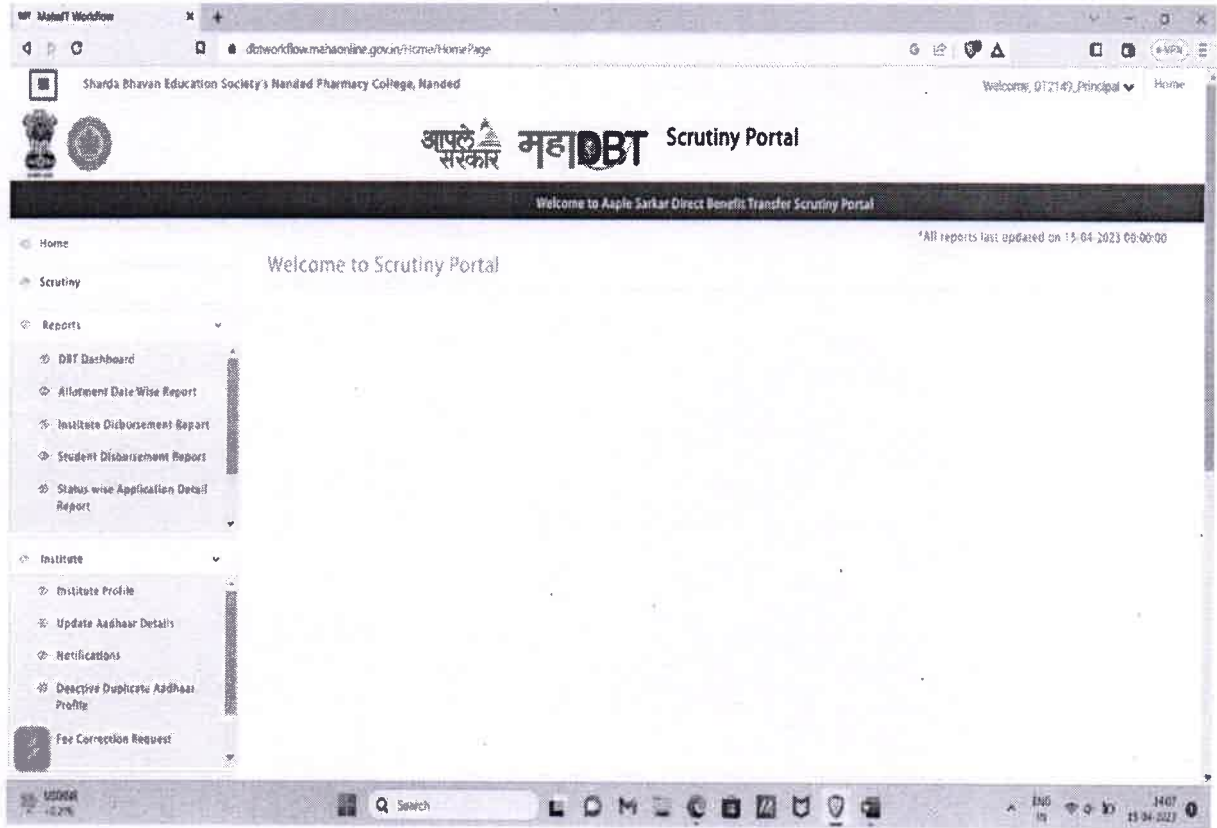 MahaIT Workflow
dbtworkflow.mahaonline.gov.in/Home/HomePage
VPN
Sharda Bhavan Education Society's Nanded Pharmacy College, Nanded
Welcome, 012149_Principal
Home
आपले सरकार महाDBT Scrutiny Portal
Welcome to Aaple Sarkar Direct Benefit Transfer Scrutiny Portal
*All reports last updated on 15-04-2023 00:00:00
Home
Welcome to Scrutiny Portal
Scrutiny
Reports
DBT Dashboard
Allotment Date Wise Report
Institute Disbursement Report
Student Disbursement Report
Status wise Application Detail
Report
Institute
Institute Profile
Update Aadhaar Details
Notifications
Deactive Duplicate Aadhaar
Profile
Fee Correction Request
Search
ENG
IN
14:07
15-04-2023